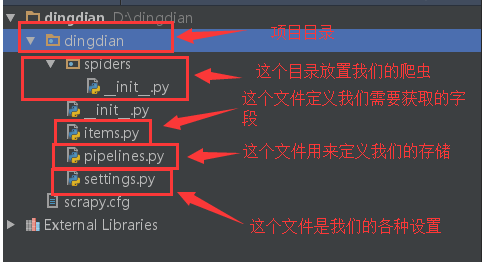 dingdian D:\dingdian
dingdian
项目目录
spiders
这个目录放置我们的爬虫
__init__.py
__init__.py
这个文件定义我们需要获取的字
段
items.py
pipelines.py
这个文件用来定义我们的存储
settings.py
scrapy.cfg
这个文件是我们的各种设置
External Libraries